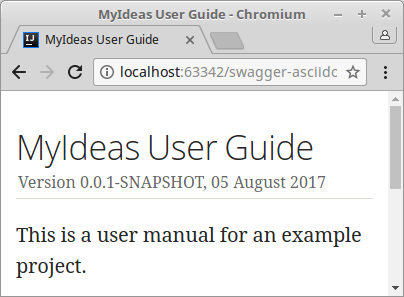 MyIdeas User Guide - Chromium
MyIdeas User Guide
localhost:63342/swagger-asciido
MyIdeas User Guide
Version 0.0.1-SNAPSHOT, 05 August 2017
This is a user manual for an example
project.